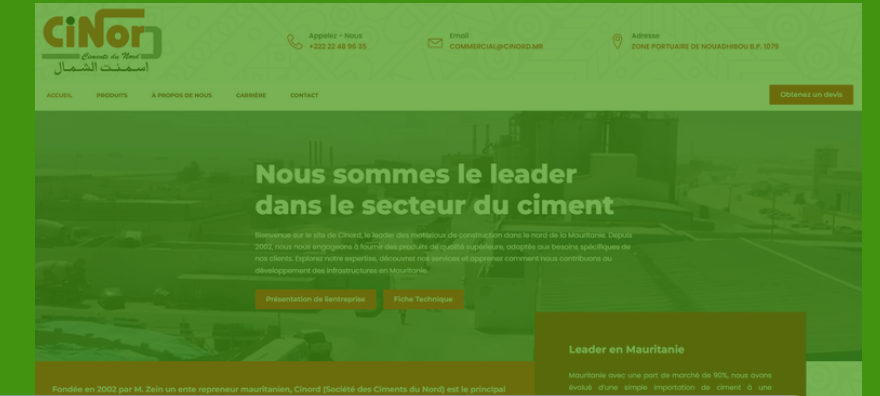 CiNor
Ciments du Nord
اسمنت الشمال
Appelez - Nous
+222 22 48 96 35
Email
COMMERCIAL@CINORD.MR
Adresse
ZONE PORTUAIRE DE NOUADHIBOU B.P. 1079
ACCUEIL PRODUITS À PROPOS DE NOUS CARRIÈRE CONTACT
Obtenez un devis
Nous sommes le leader
dans le secteur du ciment
Bienvenue sur le site de Cinord, le leader des matériaux de construction dans le nord de la Mauritanie. Depuis
2002, nous nous engageons à fournir des produits de qualité supérieure, adaptés aux besoins spécifiques de
nos clients. Explorez notre expertise, découvrez nos services et apprenez comment nous contribuons au
développement des infrastructures en Mauritanie.
Présentation de lìentreprise Fiche Technique
Leader en Mauritanie
Mauritanie avec une part de marché de 90%, nous avons
évolué d'une simple importation de ciment à une
Fondée en 2002 par M. Zein un ente repreneur mauritanien, Cinord (Société des Ciments du Nord) est le principal